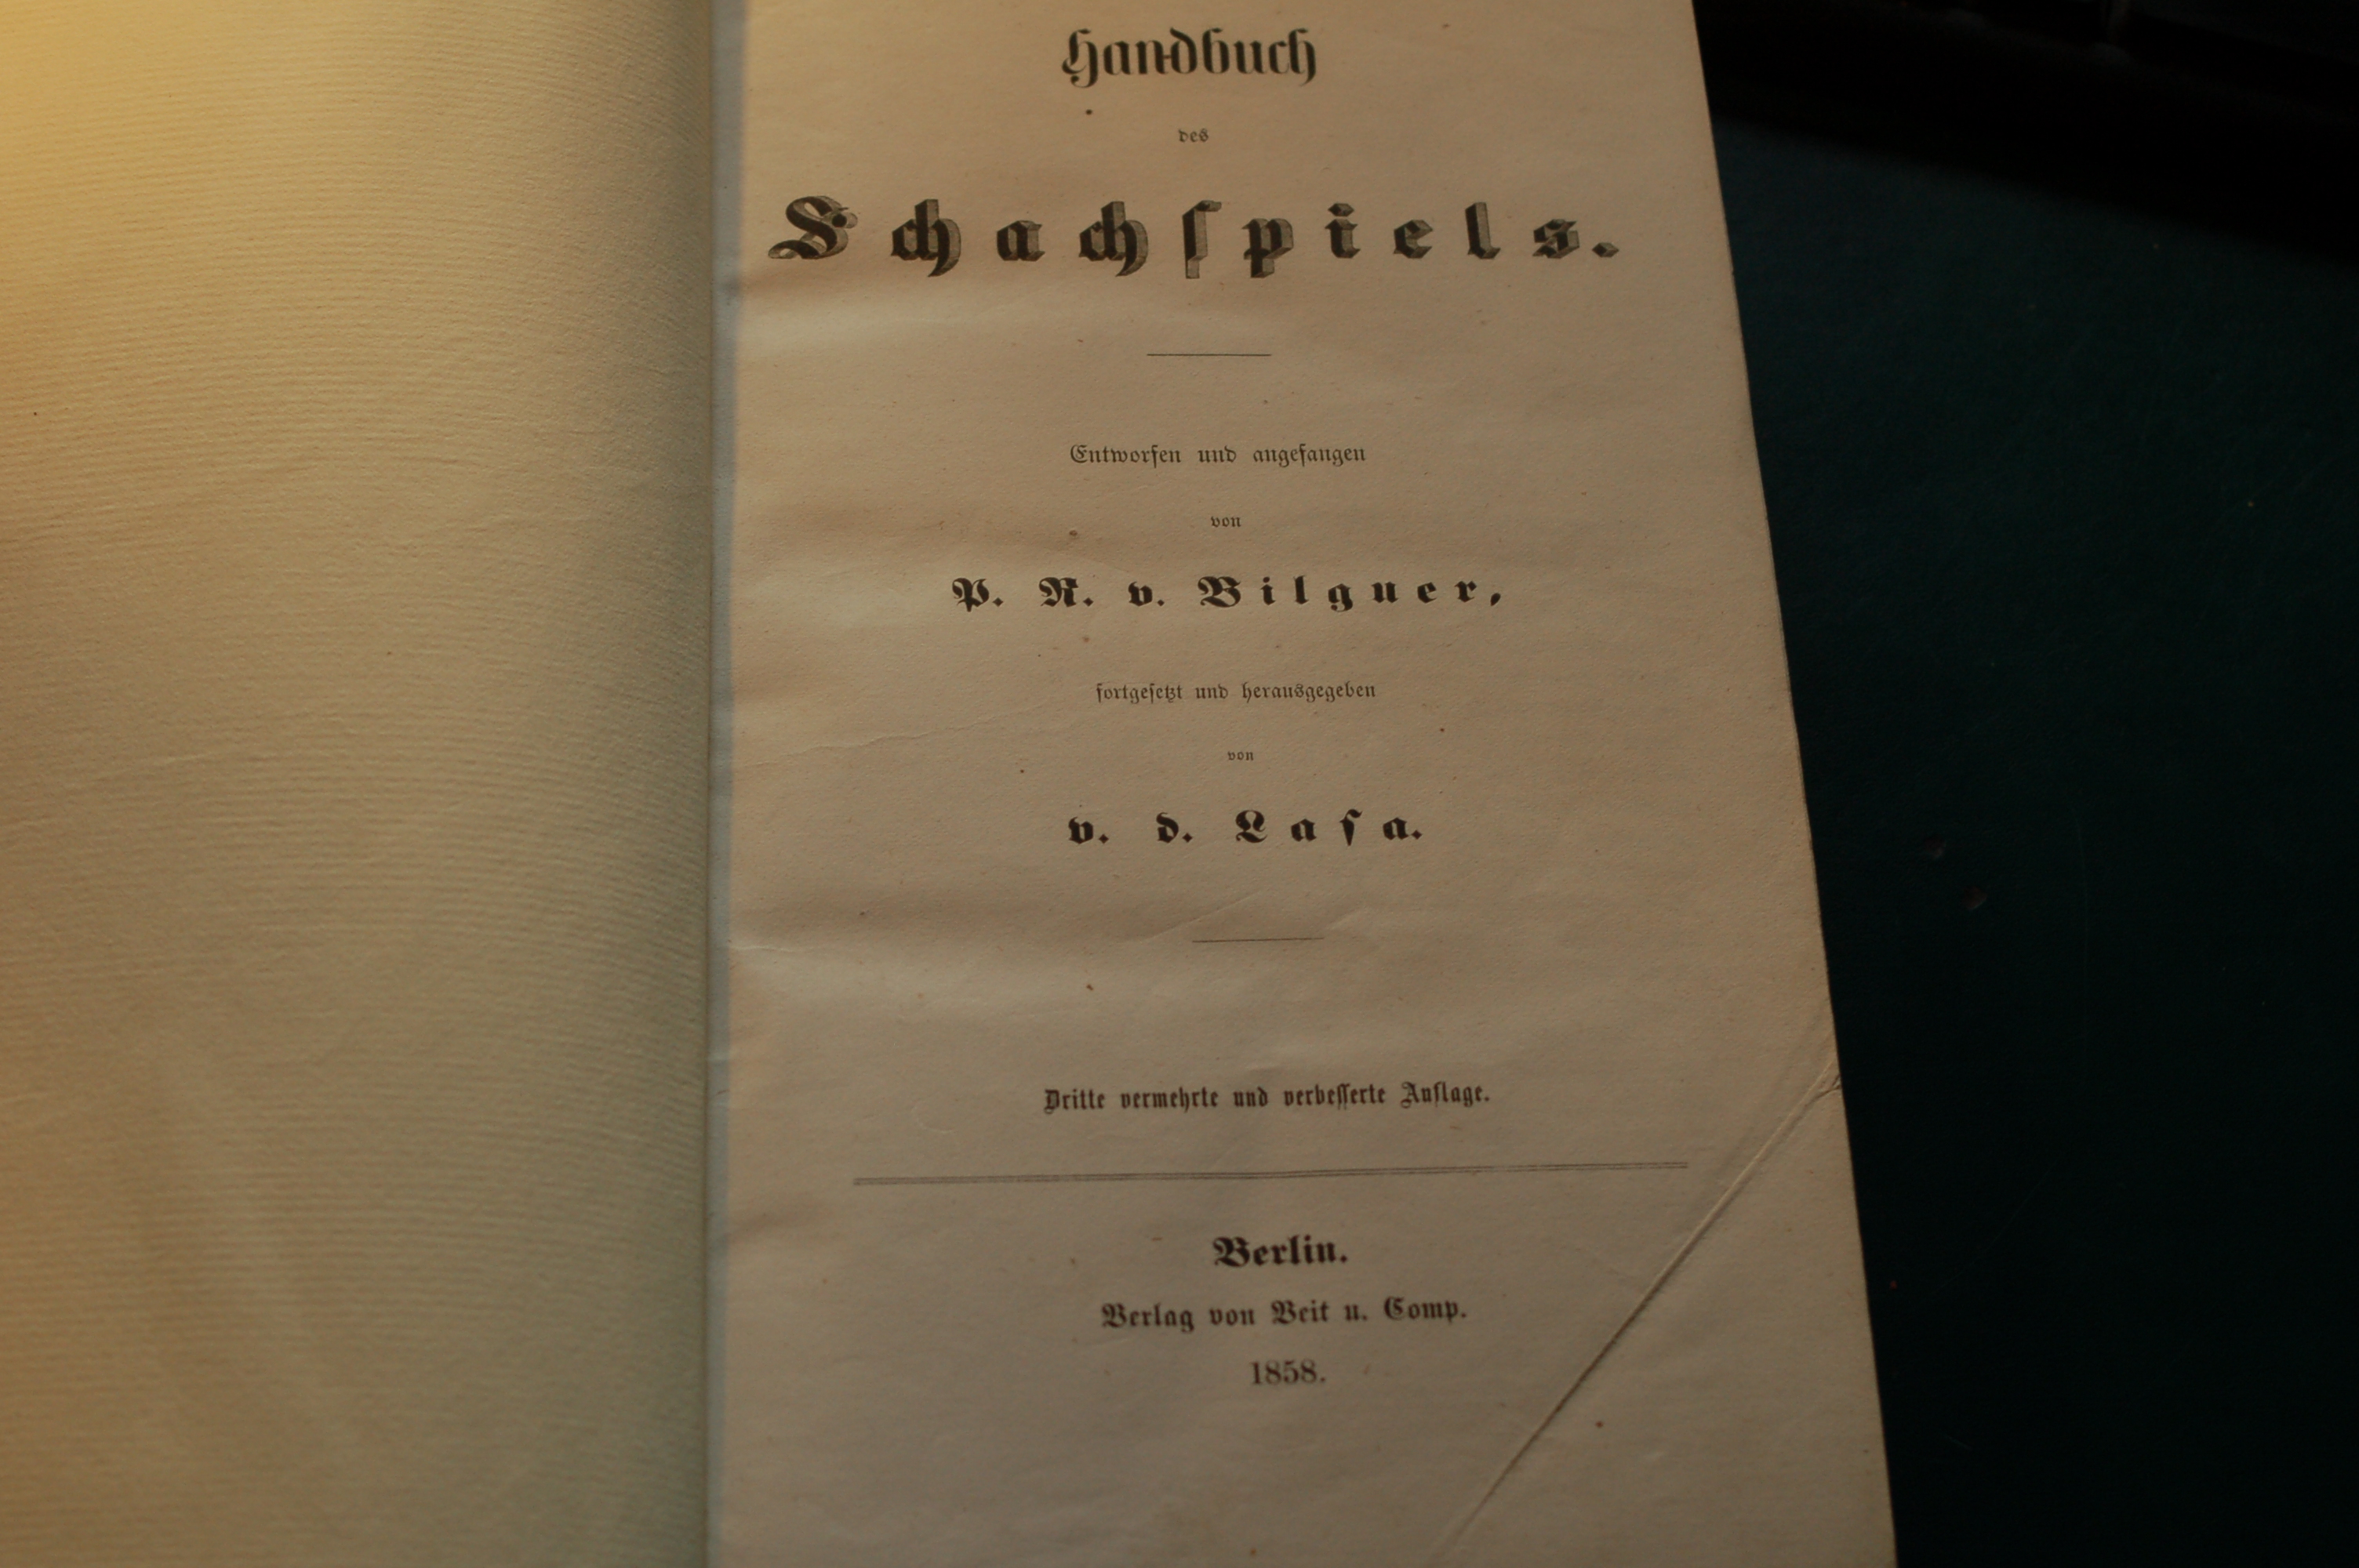 Handbuch
des
Schachſpiels.
Entworfen und angefangen
von
P. R. v. Bilguer,
fortgeſetzt und herausgegeben
von
v. d. Laſa.
Dritte vermehrte und verbeſſerte Auflage.
Berlin.
Verlag von Veit u. Comp.
1858.